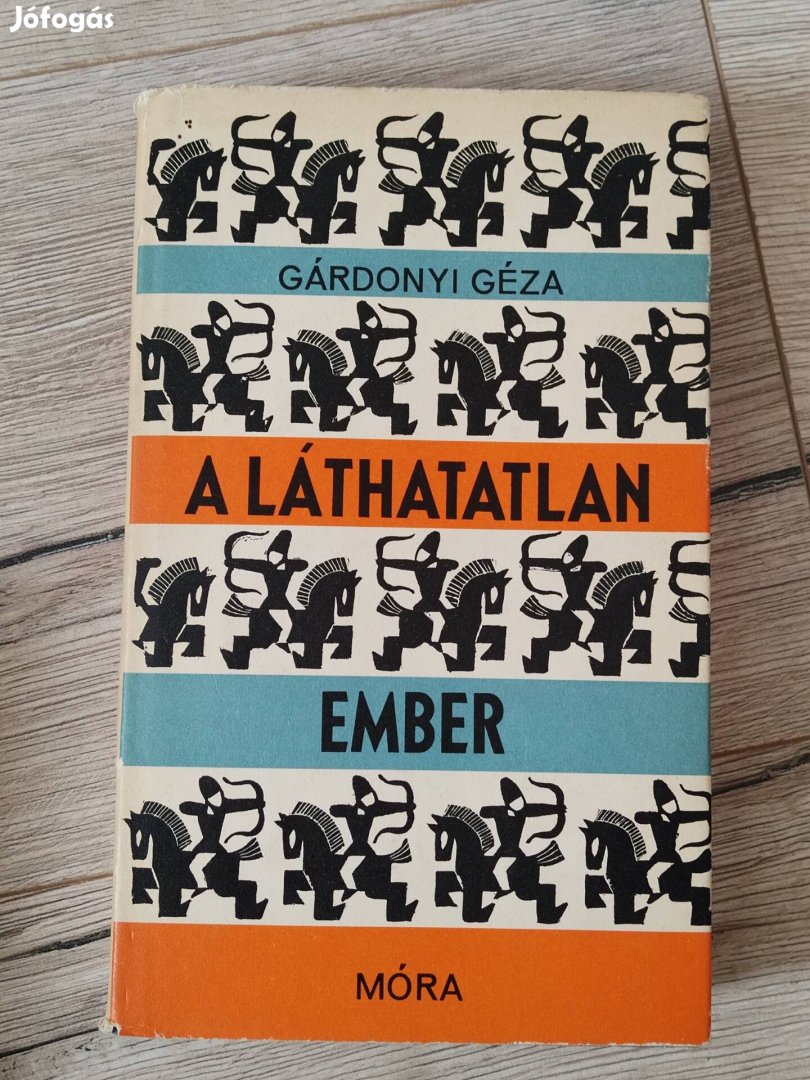 Jófogás
GÁRDONYI GÉZA
A LÁTHATATLAN
EMBER
MÓRA